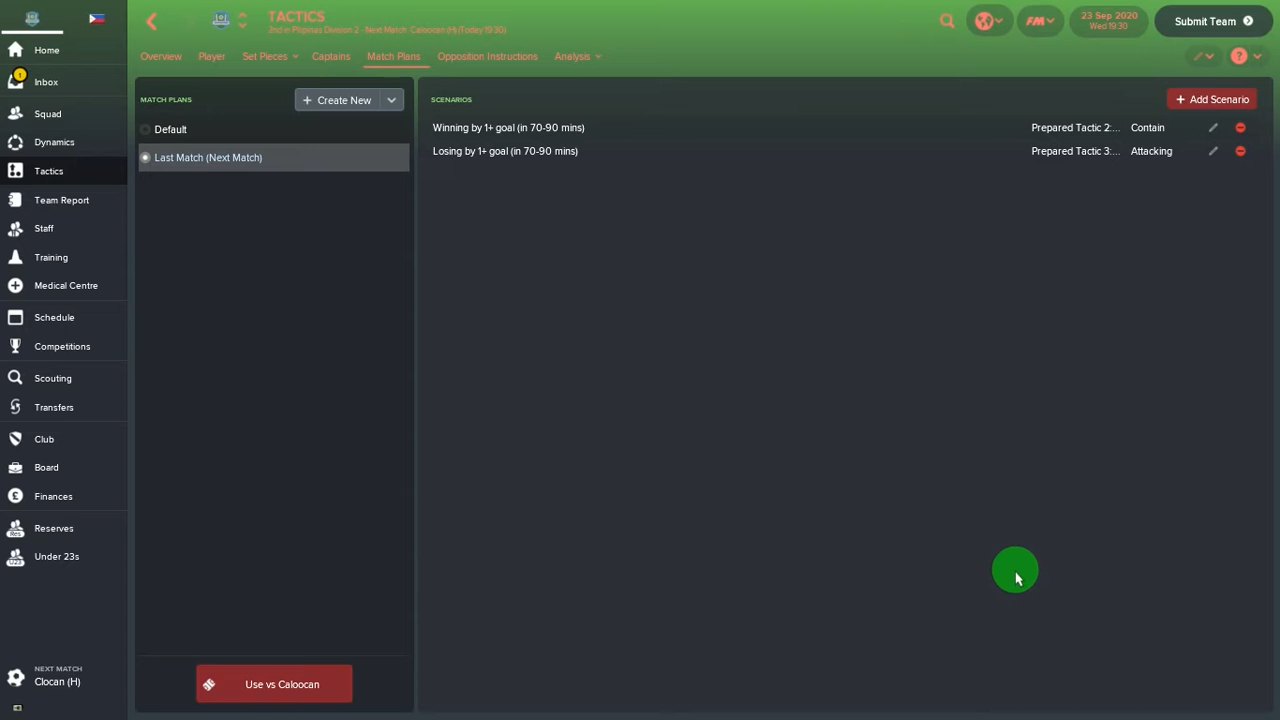 TACTICS
2nd in Pilipinas Division 2 - Next Match: Caloocan (H) (Today 19:30)
FM
23 Sep 2020
Wed 19:30
Submit Team
Overview
Player
Set Pieces
Captains
Match Plans
Opposition Instructions
Analysis
?
Home
1
Inbox
Squad
Dynamics
Tactics
Team Report
Staff
Training
Medical Centre
Schedule
Competitions
Scouting
Transfers
Club
Board
£
Finances
Res
Reserves
U23
Under 23s
NEXT MATCH
Clocan (H)
MATCH PLANS
+ Create New
Default
Last Match (Next Match)
Use vs Caloocan
SCENARIOS
+ Add Scenario
Winning by 1+ goal (in 70-90 mins) Prepared Tactic 2:... Contain
Losing by 1+ goal (in 70-90 mins) Prepared Tactic 3:... Attacking